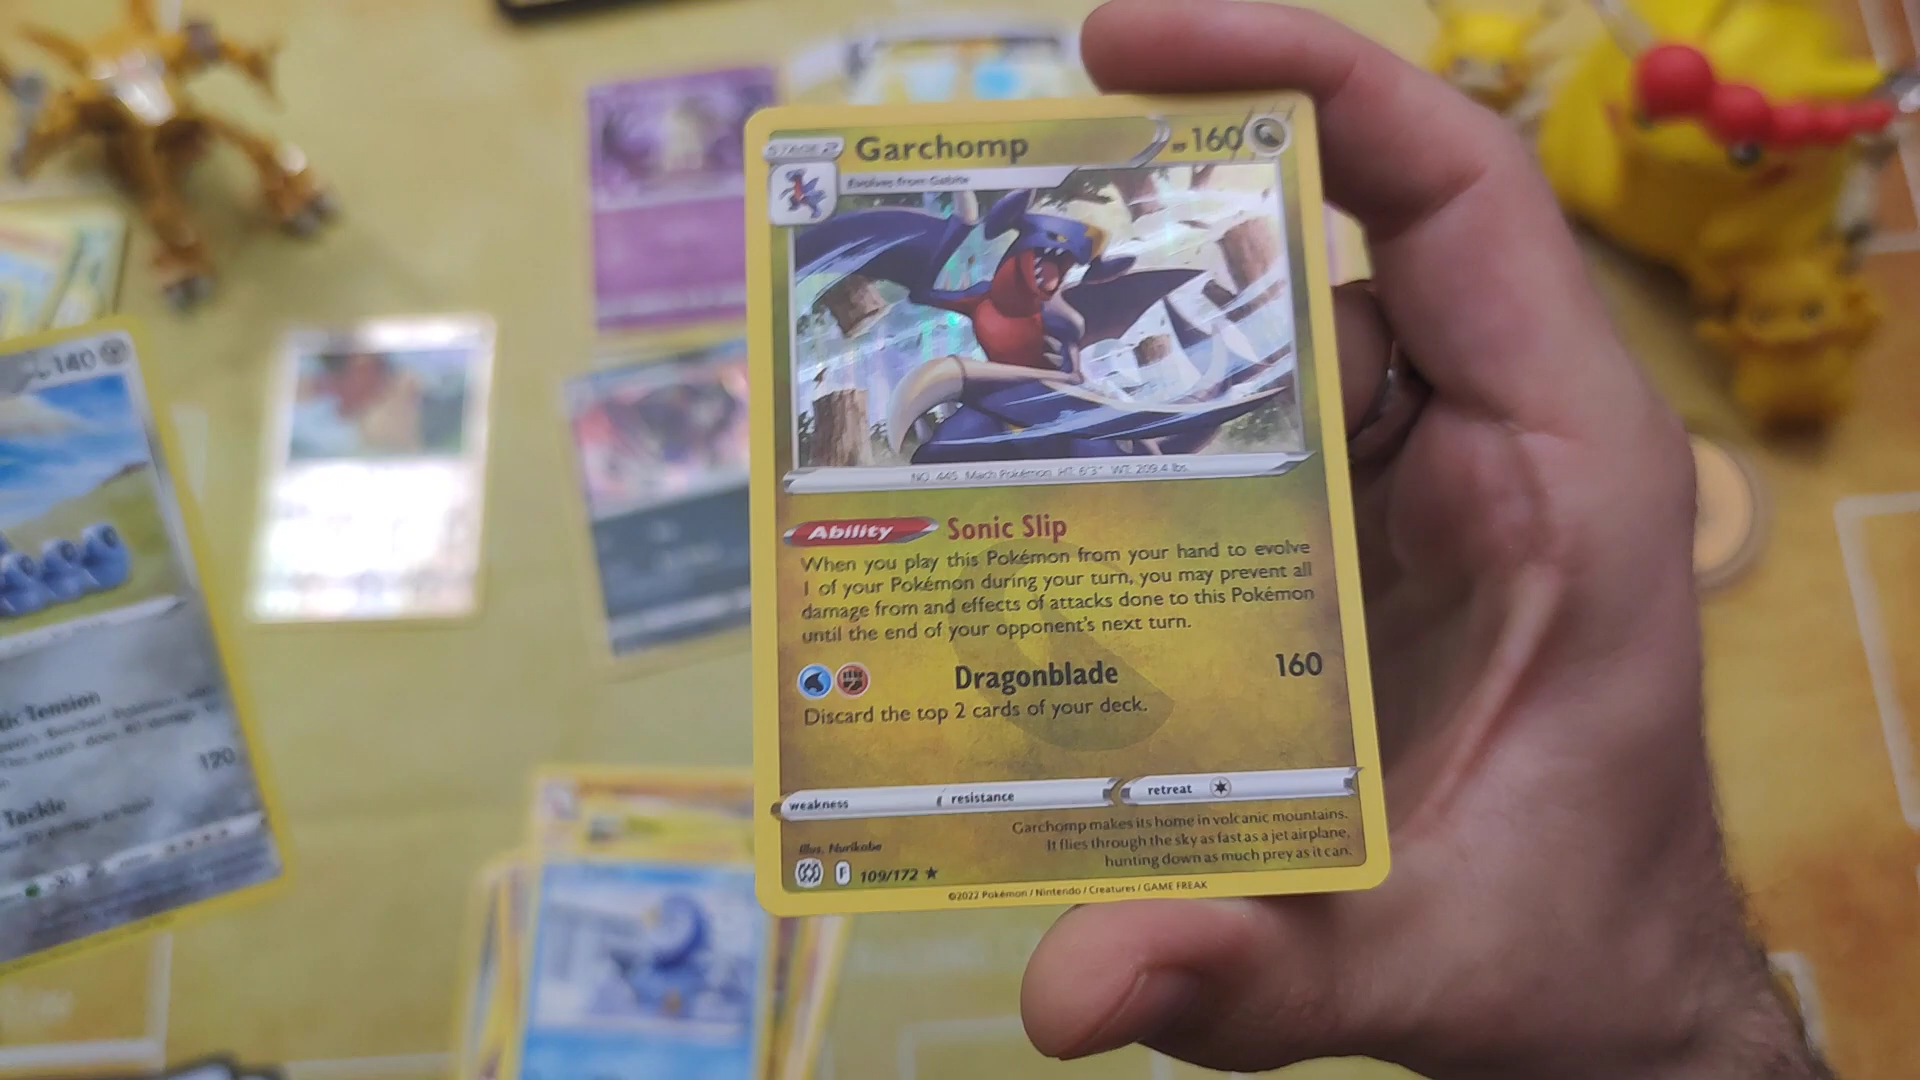 Garchomp
160
Evolves from Gabite
NO. 445 Mach Pokémon HT: 6'3" WT: 209.4 lbs.
Ability Sonic Slip
When you play this Pokémon from your hand to evolve
1 of your Pokémon during your turn, you may prevent all
damage from and effects of attacks done to this Pokémon
until the end of your opponent's next turn.
Dragonblade 160
Discard the top 2 cards of your deck.
weakness resistance retreat
Garchomp makes its home in volcanic mountains.
It flies through the sky as fast as a jet airplane,
hunting down as much prey as it can.
Illus. Nurikabe
F 109/172
©2022 Pokémon / Nintendo / Creatures / GAME FREAK
140
Tension
120
Tackle